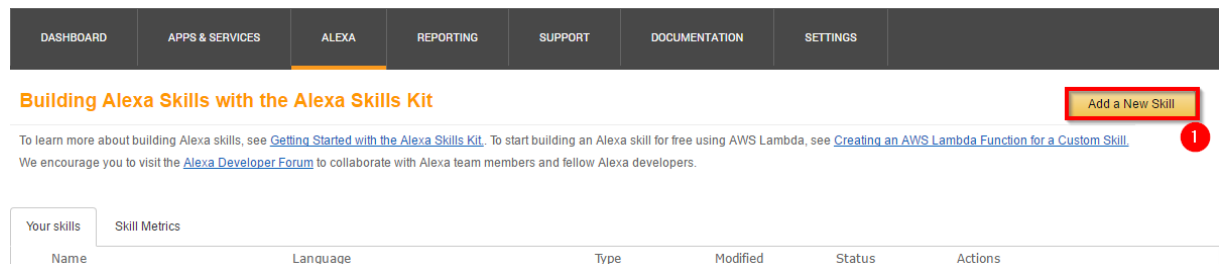 DASHBOARD APPS & SERVICES ALEXA REPORTING SUPPORT DOCUMENTATION SETTINGS
Building Alexa Skills with the Alexa Skills Kit
Add a New Skill
1
To learn more about building Alexa skills, see Getting Started with the Alexa Skills Kit.. To start building an Alexa skill for free using AWS Lambda, see Creating an AWS Lambda Function for a Custom Skill.
We encourage you to visit the Alexa Developer Forum to collaborate with Alexa team members and fellow Alexa developers.
Your skills Skill Metrics
Name Language Type Modified Status Actions